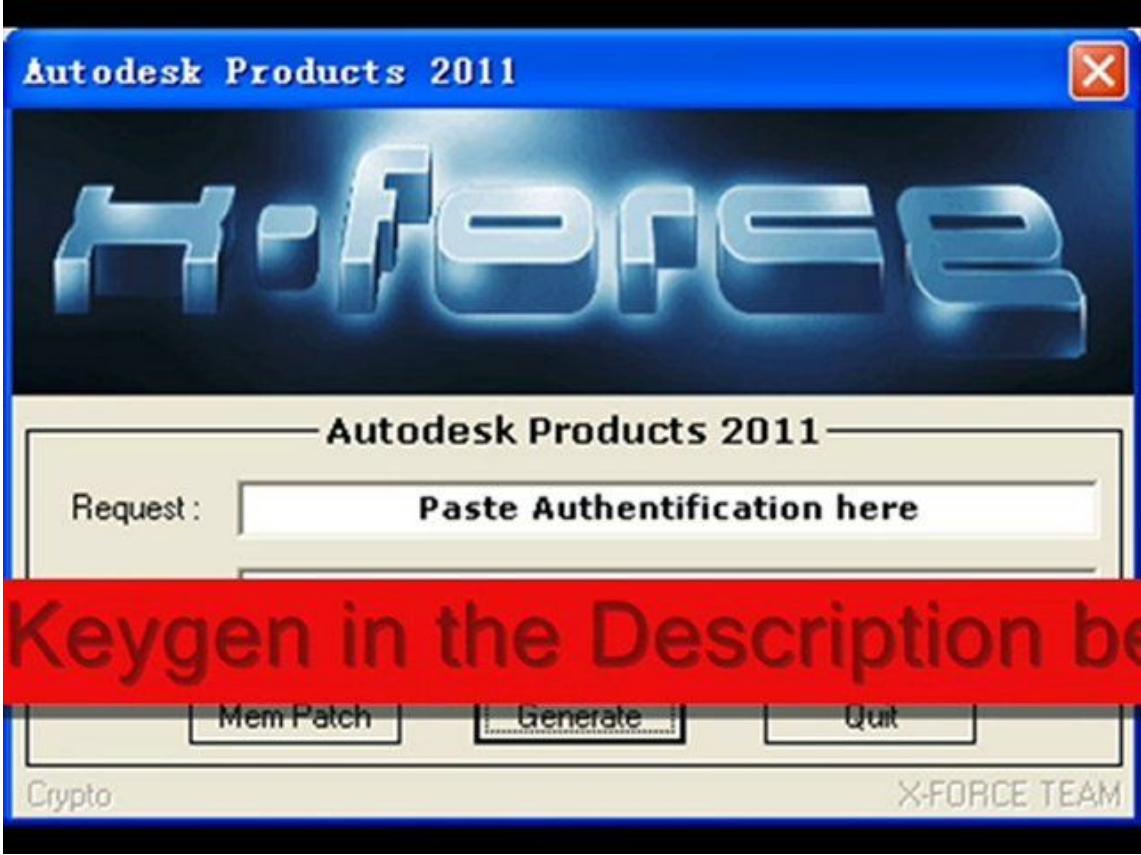 Autodesk Products 2011
x-force
Autodesk Products 2011
Request :
Paste Authentification here
Keygen in the Description be
Mem Patch
Generate
Quit
Crypto
X-FORCE TEAM